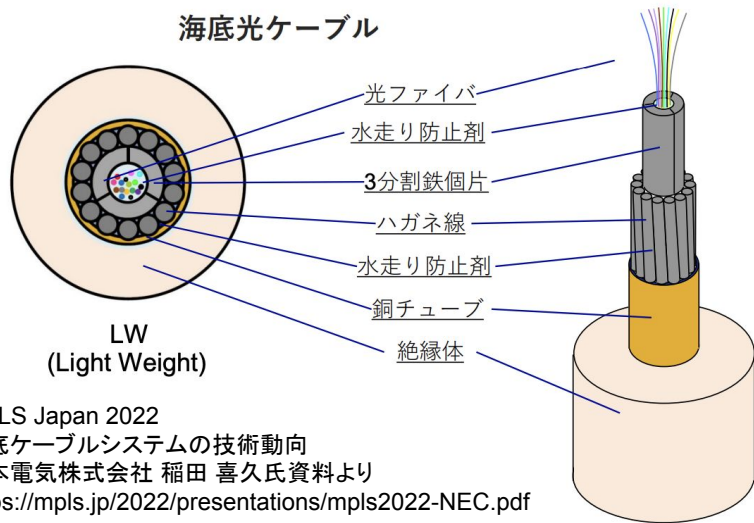 海底光ケーブル
光ファイバ
水走り防止剤
3分割鉄個片
ハガネ線
水走り防止剤
銅チューブ
絶縁体
LW
(Light Weight)
LS Japan 2022
底ケーブルシステムの技術動向
本電気株式会社 稲田 喜久氏資料より
s://mpls.jp/2022/presentations/mpls2022-NEC.pdf